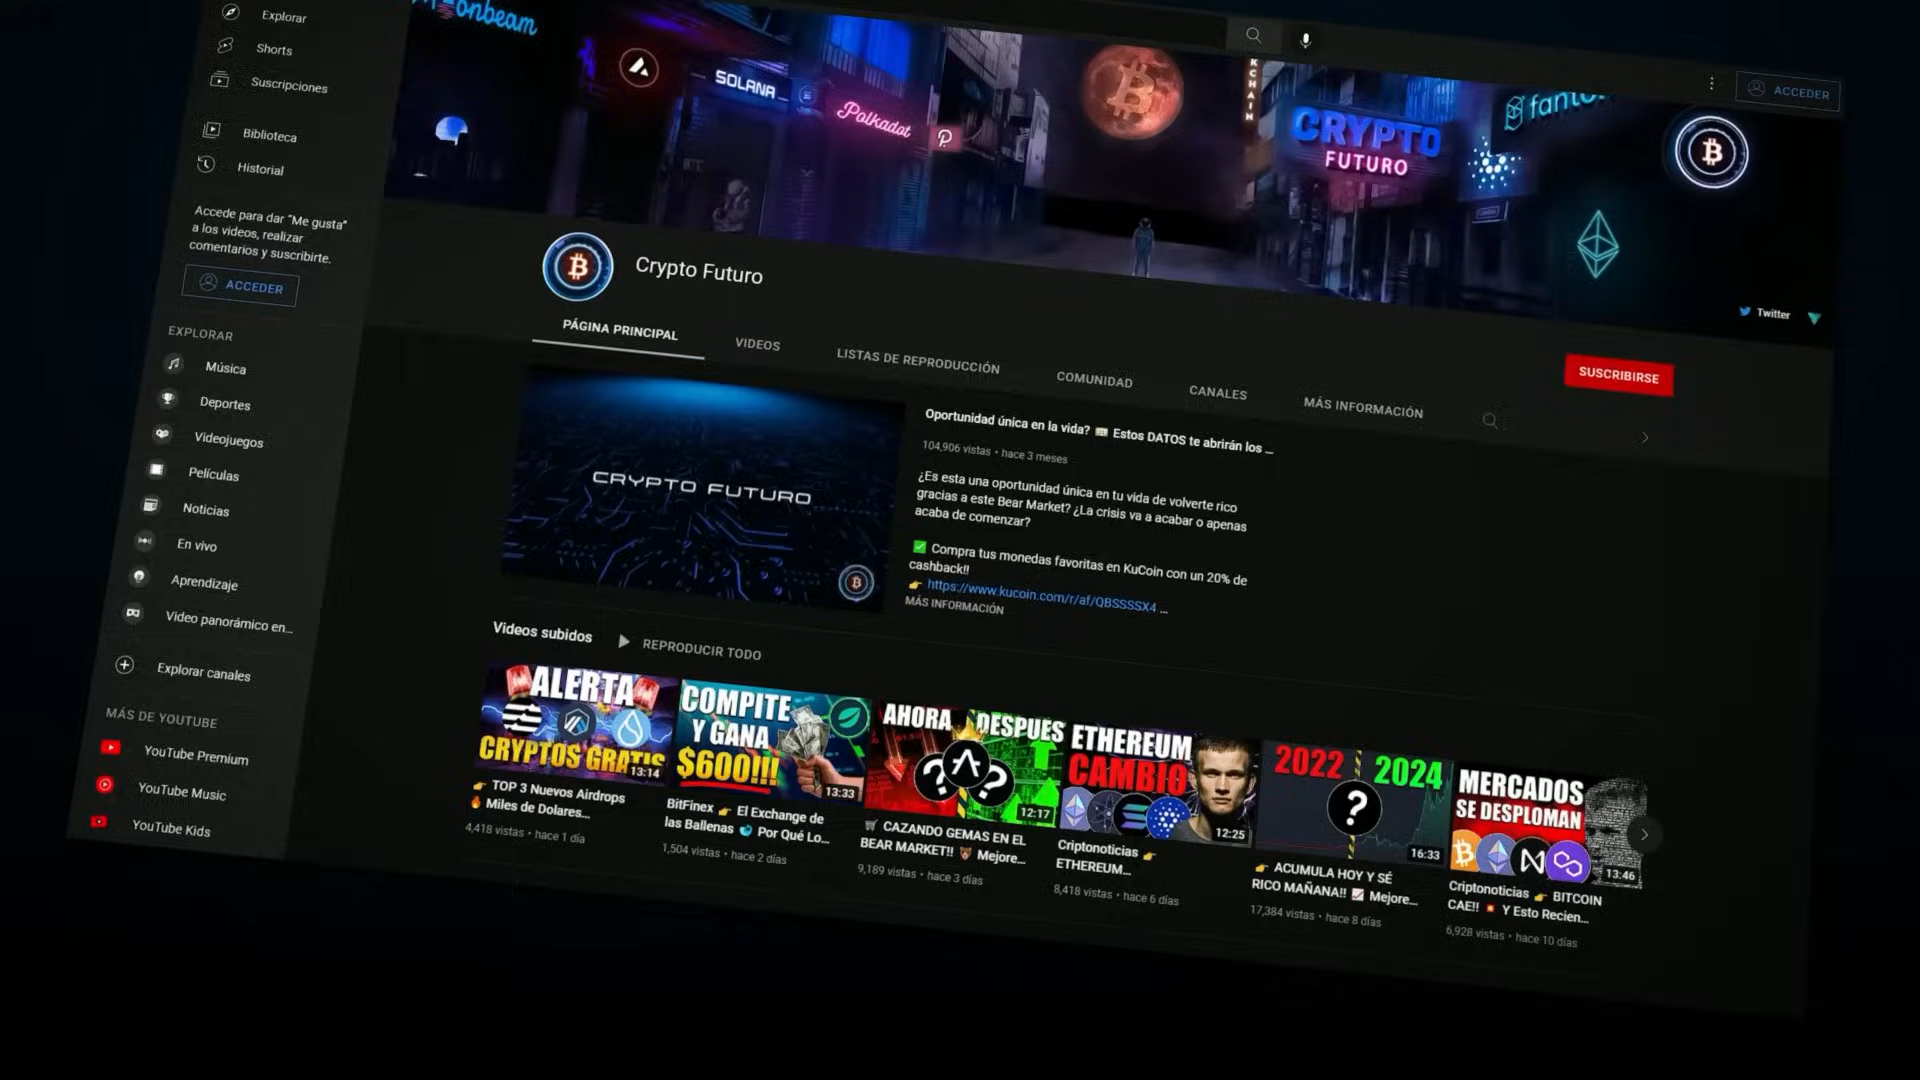 Explorar
Shorts
Suscripciones
Biblioteca
Historial
Accede para dar “Me gusta”
a los videos, realizar
comentarios y suscribirte.
ACCEDER
EXPLORAR
Música
Deportes
Videojuegos
Películas
Noticias
En vivo
Aprendizaje
Video panorámico en...
Explorar canales
MÁS DE YOUTUBE
YouTube Premium
YouTube Music
YouTube Kids
ACCEDER
SOLANA
Polkadot
CRYPTO
FUTURO
Twitter
Crypto Futuro
SUSCRIBIRSE
PÁGINA PRINCIPAL
VIDEOS
LISTAS DE REPRODUCCIÓN
COMUNIDAD
CANALES
MÁS INFORMACIÓN
CRYPTO FUTURO
Oportunidad única en la vida? 💵 Estos DATOS te abrirán los ...
104,906 vistas • hace 3 meses
¿Es esta una oportunidad única en tu vida de volverte rico
gracias a este Bear Market? ¿La crisis va a acabar o apenas
acaba de comenzar?
✅ Compra tus monedas favoritas en KuCoin con un 20% de
cashback!!
👉 https://www.kucoin.com/r/af/QBSSSSX4 ...
MÁS INFORMACIÓN
Videos subidos
REPRODUCIR TODO
ALERTA
CRYPTOS GRATIS
13:14
👉 TOP 3 Nuevos Airdrops
🔥 Miles de Dolares...
4,418 vistas • hace 1 día
COMPITE
Y GANA
$600!!!
13:33
BitFinex 👉 El Exchange de
las Ballenas 🐳 Por Qué Lo...
1,504 vistas • hace 2 días
AHORA
DESPUES
12:17
🛒 CAZANDO GEMAS EN EL
BEAR MARKET!! 🐻 Mejore...
9,189 vistas • hace 3 días
ETHEREUM
CAMBIO
12:25
Criptonoticias 👉
ETHEREUM...
8,418 vistas • hace 6 días
2022
2024
?
16:33
👉 ACUMULA HOY Y SÉ
RICO MAÑANA!! 📈 Mejore...
17,384 vistas • hace 8 días
MERCADOS
SE DESPLOMAN
13:46
Criptonoticias 👉 BITCOIN
CAE!! 💥 Y Esto Recien...
6,928 vistas • hace 10 días